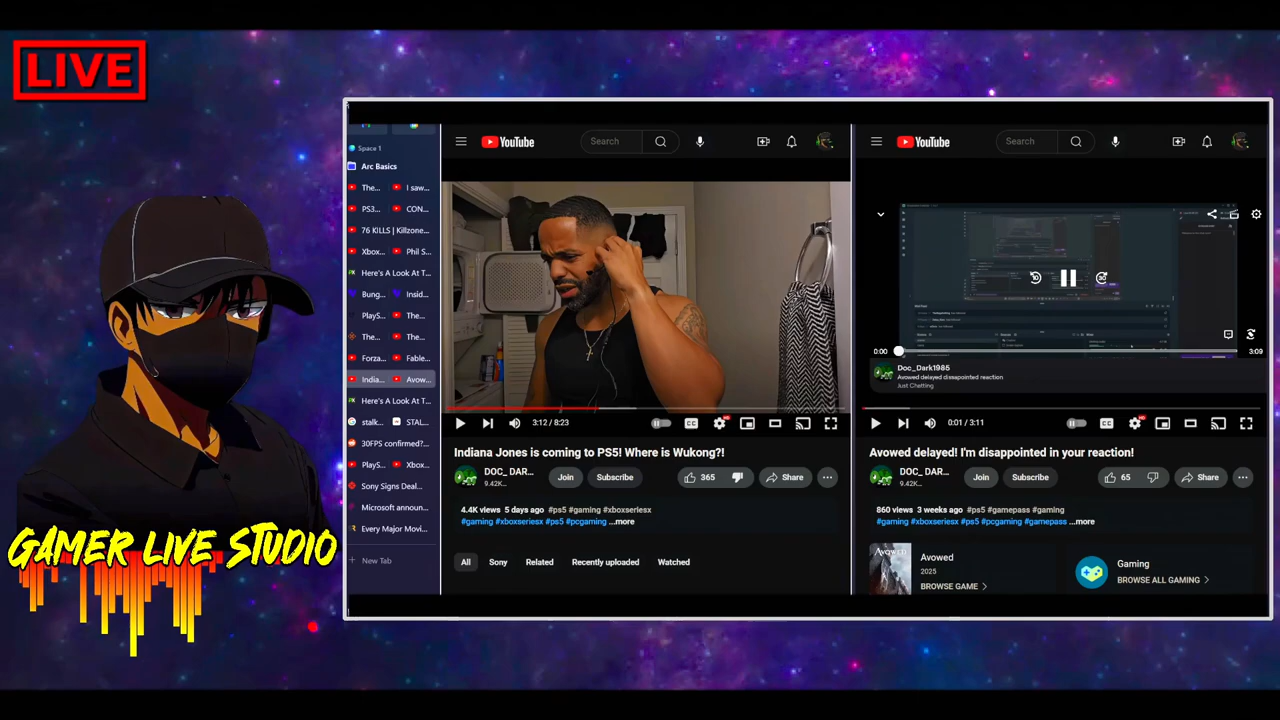 LIVE
GAMER LIVE STUDIO
Space 1
Arc Basics
The...
I saw...
PS3...
CON...
76 KILLS | Killzone...
Xbox...
Phil S...
Here's A Look At T...
Bung...
Insid...
PlayS...
The...
The...
The...
Forza...
Fable...
India...
Avow...
Here's A Look At T...
stalk...
STAL...
30FPS confirmed?...
PlayS...
Xbox...
Sony Signs Deal...
Microsoft announ...
Every Major Movi...
New Tab
YouTube
Search
3:12 / 8:23
Indiana Jones is coming to PS5! Where is Wukong?!
DOC_DAR...
9.42K...
Join
Subscribe
365
Share
4.4K views 5 days ago #ps5 #gaming #xboxseriesx
#gaming #xboxseriesx #ps5 #pcgaming ...more
All
Sony
Related
Recently uploaded
Watched
YouTube
Search
10
0:00
3:09
Doc_Dark1985
Avowed delayed dissapointed reaction
Just Chatting
0:01 / 3:11
Avowed delayed! I'm disappointed in your reaction!
DOC_DAR...
9.42K...
Join
Subscribe
65
Share
860 views 3 weeks ago #ps5 #gamepass #gaming
#gaming #xboxseriesx #ps5 #pcgaming #gamepass ...more
AVOWED
Avowed
2025
BROWSE GAME
Gaming
BROWSE ALL GAMING